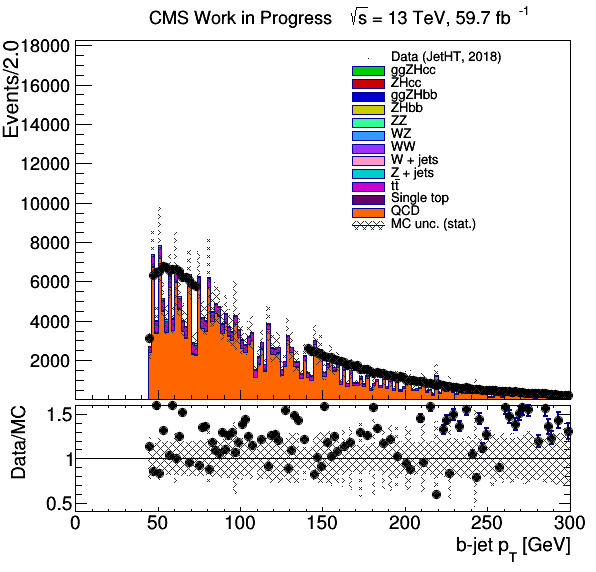 CMS Work in Progress √s = 13 TeV, 59.7 fb⁻¹
Events/2.0
18000
16000
14000
12000
10000
8000
6000
4000
2000
Data (JetHT, 2018)
ggZHcc
ZHcc
ggZHbb
ZHbb
ZZ
WZ
WW
W + jets
Z + jets
tt̄
Single top
QCD
MC unc. (stat.)
Data/MC
1.5
1
0.5
0 50 100 150 200 250 300
b-jet p_T [GeV]